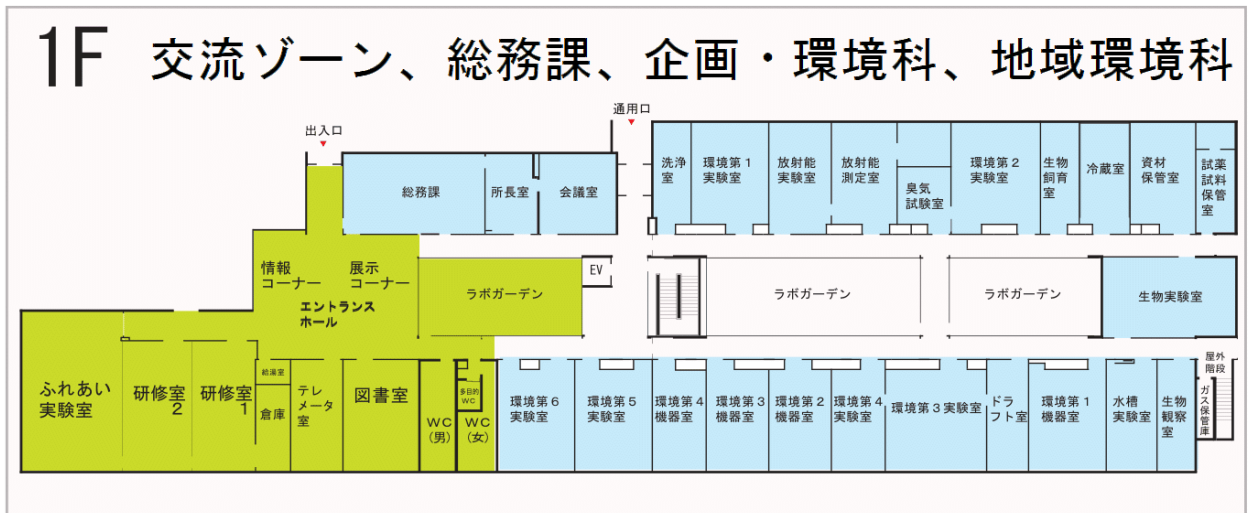 1F 交流ゾーン、総務課、企画・環境科、地域環境科
通用口
出入口
総務課
所長室
会議室
洗浄
室
環境第1
実験室
放射能
実験室
放射能
測定室
臭気
試験室
環境第2
実験室
生物
飼育
室
冷蔵室
資材
保管室
試薬
試料
保管
室
情報
コーナー
展示
コーナー
エントランス
ホール
ラボガーデン
EV
ラボガーデン
ラボガーデン
生物実験室
ふれあい
実験室
研修室
2
研修室
1
給湯室
倉庫
テレ
メータ
室
図書室
WC
(男)
多目的
WC
WC
(女)
環境第6
実験室
環境第5
実験室
環境第4
機器室
環境第3
機器室
環境第2
機器室
環境第4
実験室
環境第3実験室
ドラ
フト室
環境第1
機器室
水槽
実験室
生物
観察
室
屋外
階段
ガス保管庫